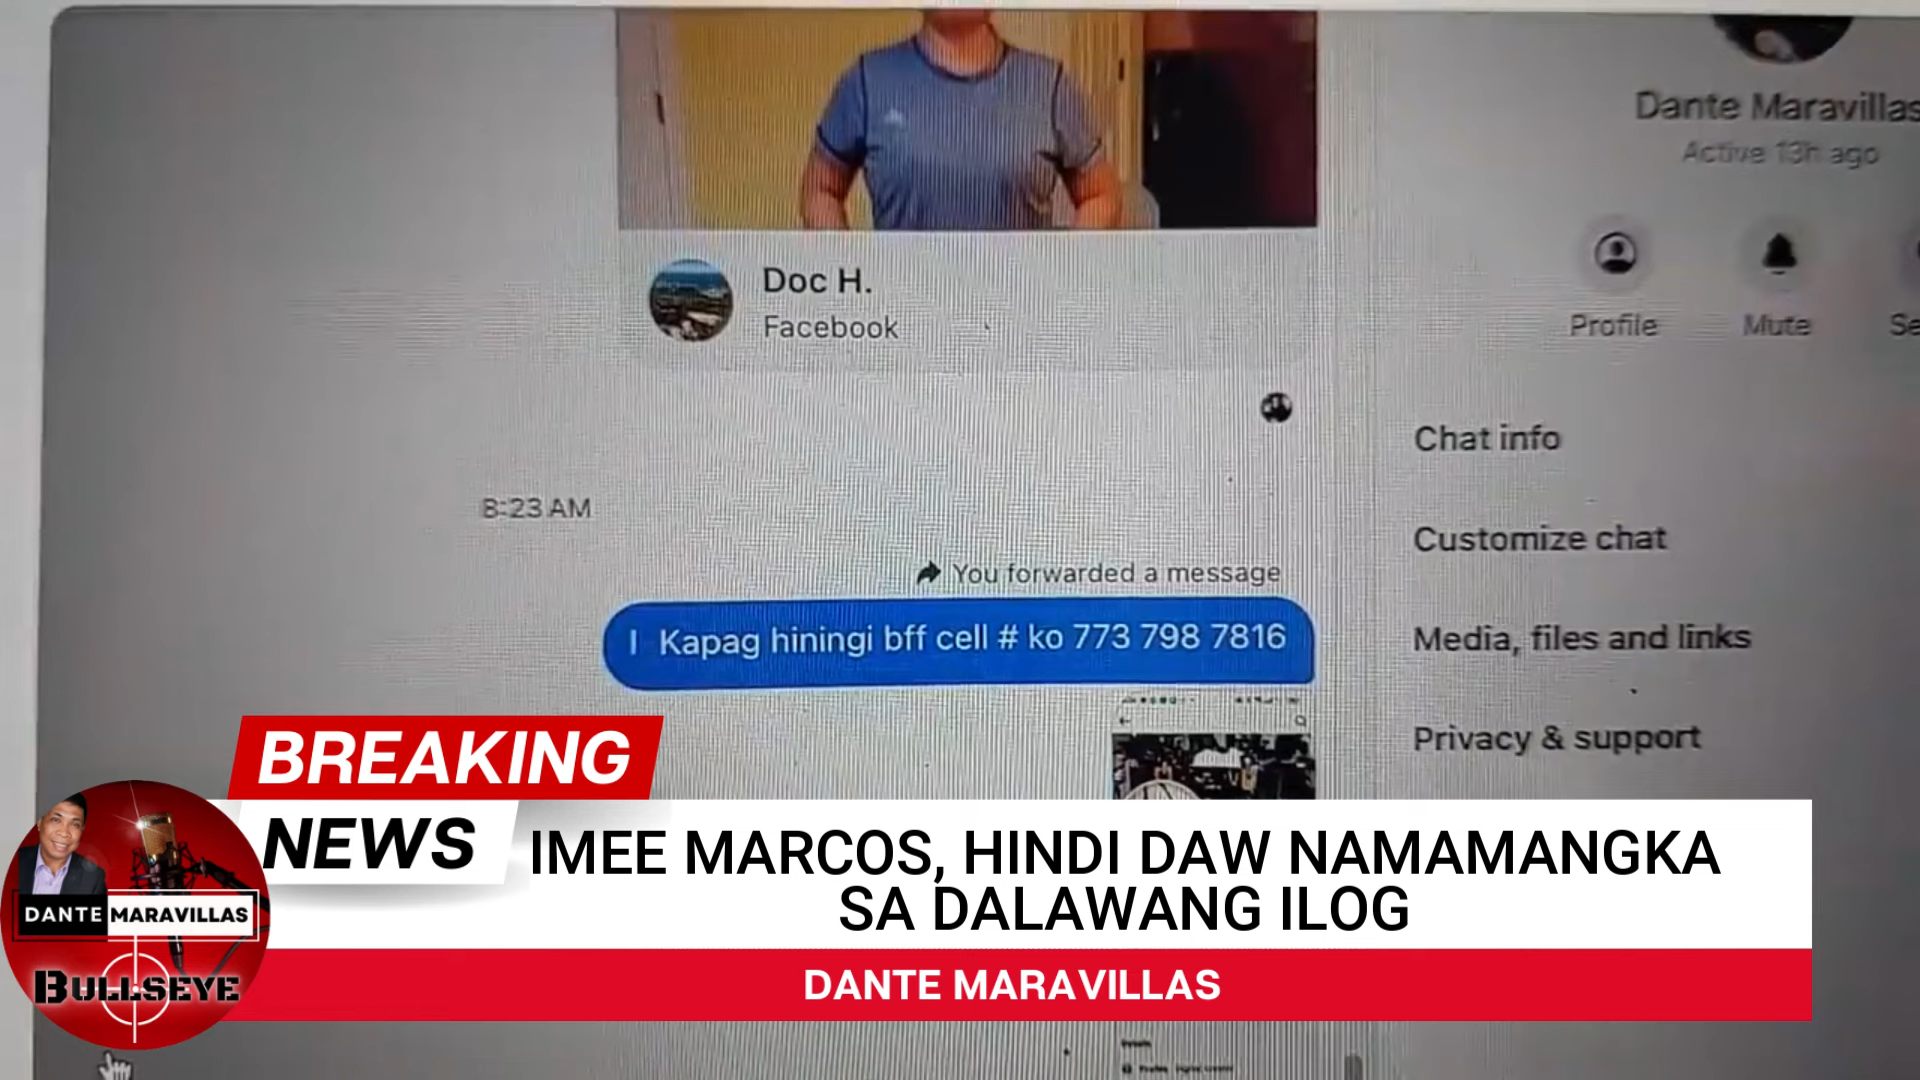 Dante Maravillas
Active 13h ago
Doc H.
Facebook
Profile
Mute
Se
Chat info
8:23 AM
Customize chat
You forwarded a message
I Kapag hiningi bff cell # ko 773 798 7816
Media, files and links
Privacy & support
BREAKING
NEWS
IMEE MARCOS, HINDI DAW NAMAMANGKA
SA DALAWANG ILOG
DANTE MARAVILLAS
DANTE MARAVILLAS
BULLSEYE